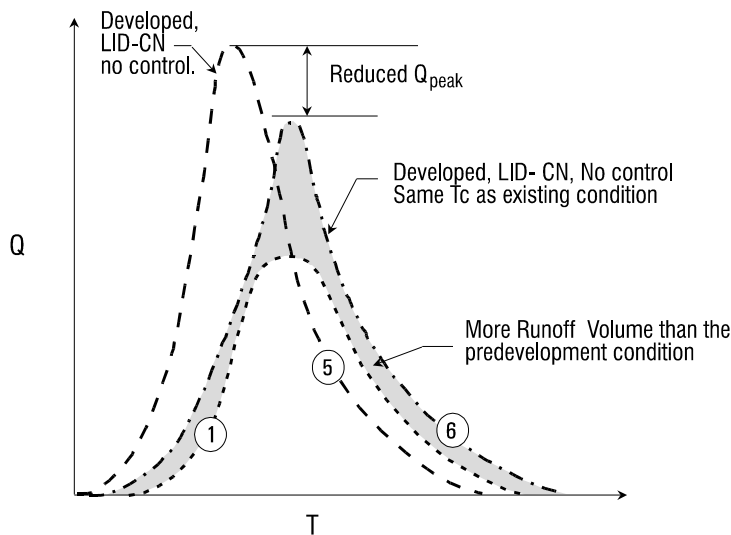 Developed,
LID-CN
no control.
Reduced Qpeak
Developed, LID- CN, No control
Same Tc as existing condition
Q
More Runoff Volume than the
predevelopment condition
5
1
6
T